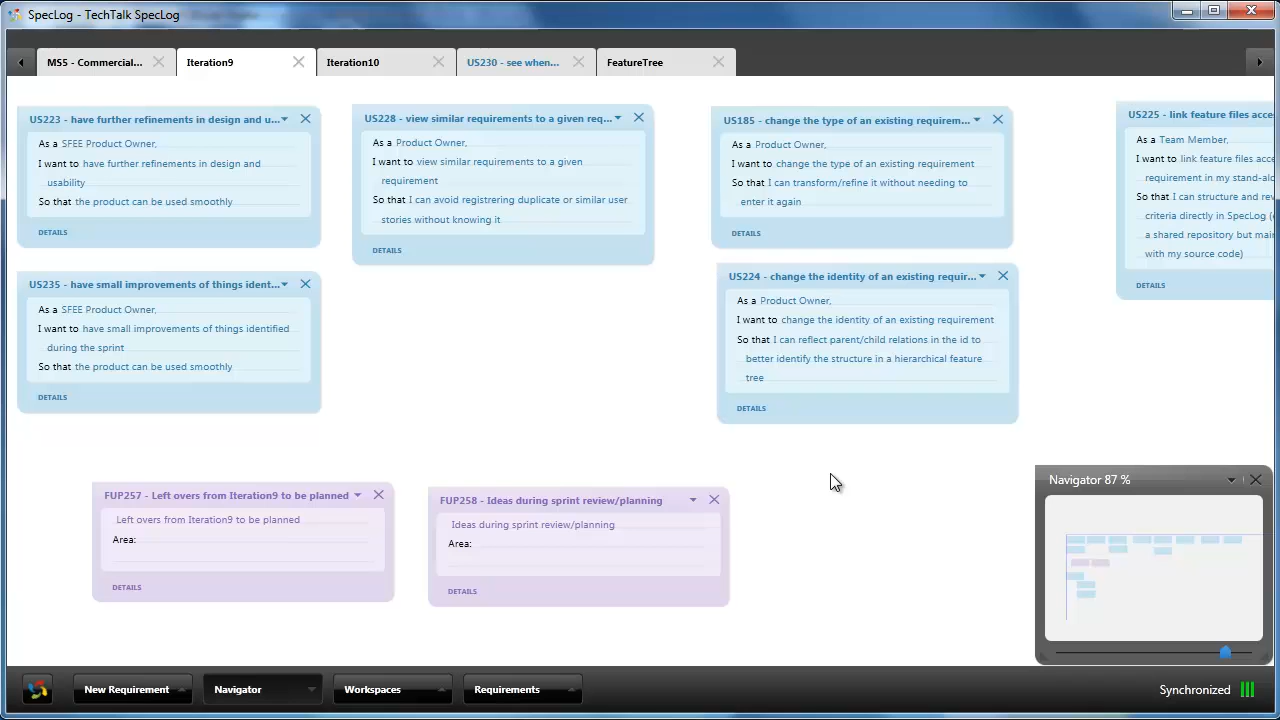 SpecLog - TechTalk SpecLog
MS5 - Commercial...
Iteration9
Iteration10
US230 - see when...
FeatureTree
US223 - have further refinements in design and u...
As a SFEE Product Owner,
I want to have further refinements in design and
usability
So that the product can be used smoothly
DETAILS
US228 - view similar requirements to a given req...
As a Product Owner,
I want to view similar requirements to a given
requirement
So that I can avoid registrering duplicate or similar user
stories without knowing it
DETAILS
US185 - change the type of an existing requirem...
As a Product Owner,
I want to change the type of an existing requirement
So that I can transform/refine it without needing to
enter it again
DETAILS
US225 - link feature files acce
As a Team Member,
I want to link feature files acce
requirement in my stand-alo
So that I can structure and rev
criteria directly in SpecLog (
a shared repository but main
with my source code)
DETAILS
US235 - have small improvements of things ident...
As a SFEE Product Owner,
I want to have small improvements of things identified
during the sprint
So that the product can be used smoothly
DETAILS
US224 - change the identity of an existing requir...
As a Product Owner,
I want to change the identity of an existing requirement
So that I can reflect parent/child relations in the id to
better identify the structure in a hierarchical feature
tree
DETAILS
FUP257 - Left overs from Iteration9 to be planned
Left overs from Iteration9 to be planned
Area:
DETAILS
FUP258 - Ideas during sprint review/planning
Ideas during sprint review/planning
Area:
DETAILS
Navigator 87 %
New Requirement
Navigator
Workspaces
Requirements
Synchronized